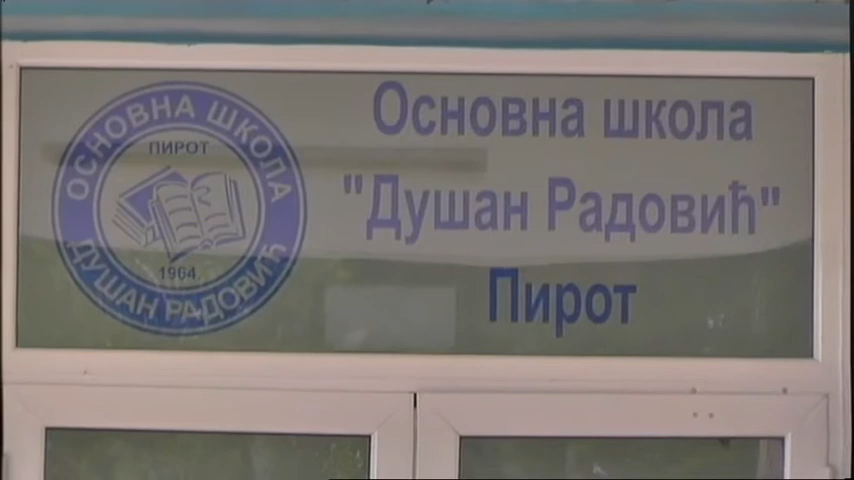 ОСНОВНА ШКОЛА
ПИРОТ
1964.
ДУШАН РАДОВИЋ
Основна школа
"Душан Радовић"
Пирот